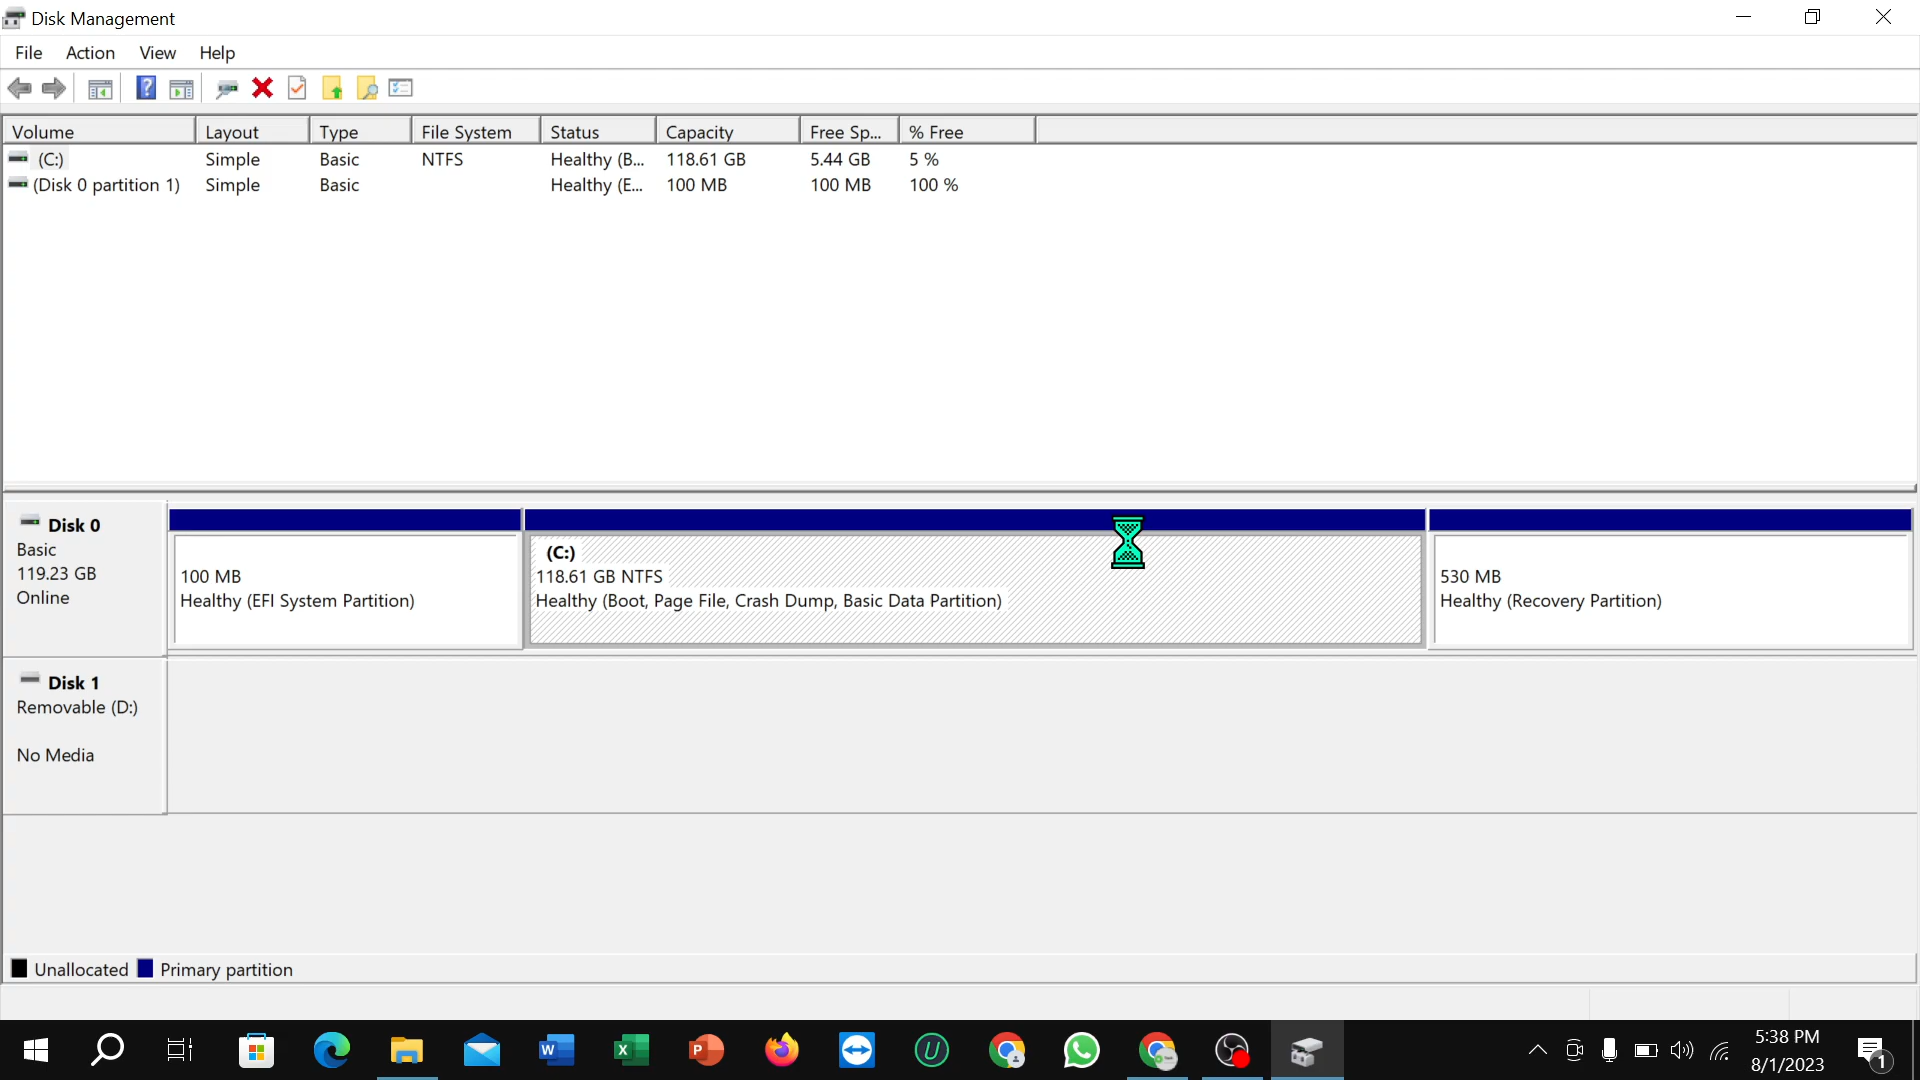 Disk Management
File Action View Help
Volume Layout Type File System Status Capacity Free Sp... % Free
(C:) Simple Basic NTFS Healthy (B... 118.61 GB 5.44 GB 5 %
(Disk 0 partition 1) Simple Basic Healthy (E... 100 MB 100 MB 100 %
Disk 0
Basic
119.23 GB
Online
100 MB
Healthy (EFI System Partition)
(C:)
118.61 GB NTFS
Healthy (Boot, Page File, Crash Dump, Basic Data Partition)
530 MB
Healthy (Recovery Partition)
Disk 1
Removable (D:)
No Media
Unallocated Primary partition
5:38 PM
8/1/2023
1